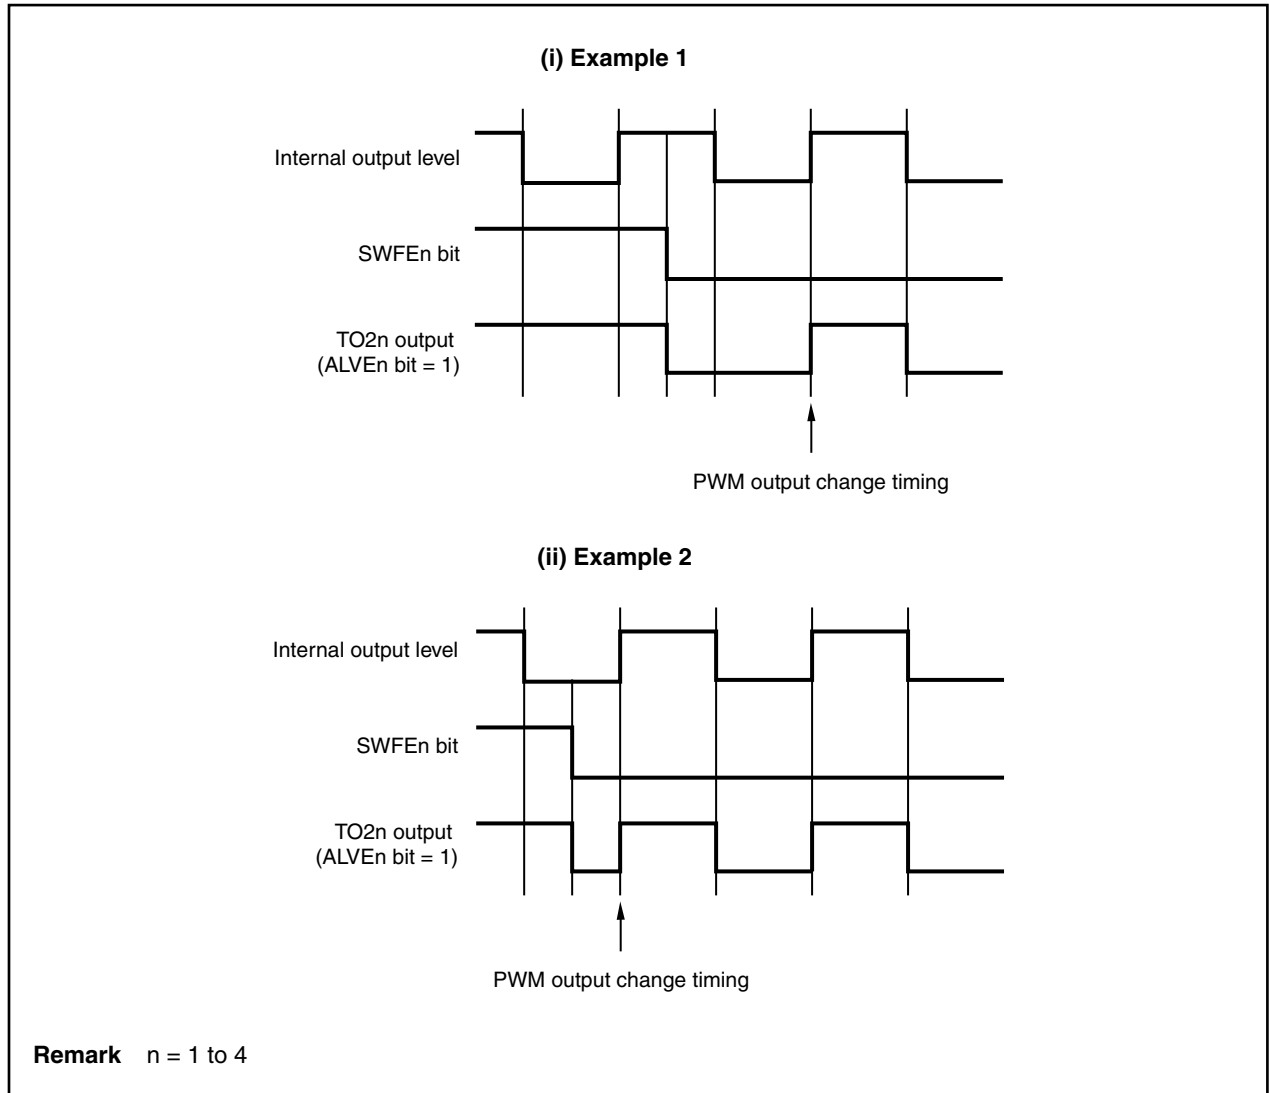 (i) Example 1
Internal output level
SWFEn bit
TO2n output
(ALVEn bit = 1)
PWM output change timing
(ii) Example 2
Internal output level
SWFEn bit
TO2n output
(ALVEn bit = 1)
PWM output change timing
Remark n = 1 to 4